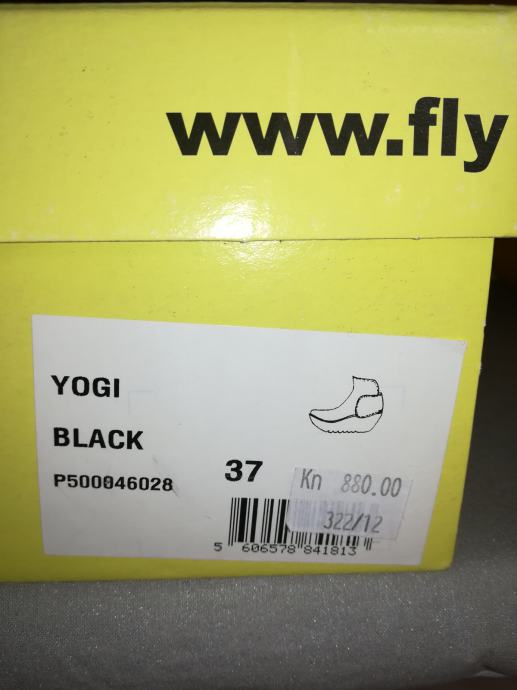 www.fly
YOGI
BLACK
P500046028
37
Kn 880.00
322/12
5 606578 841813